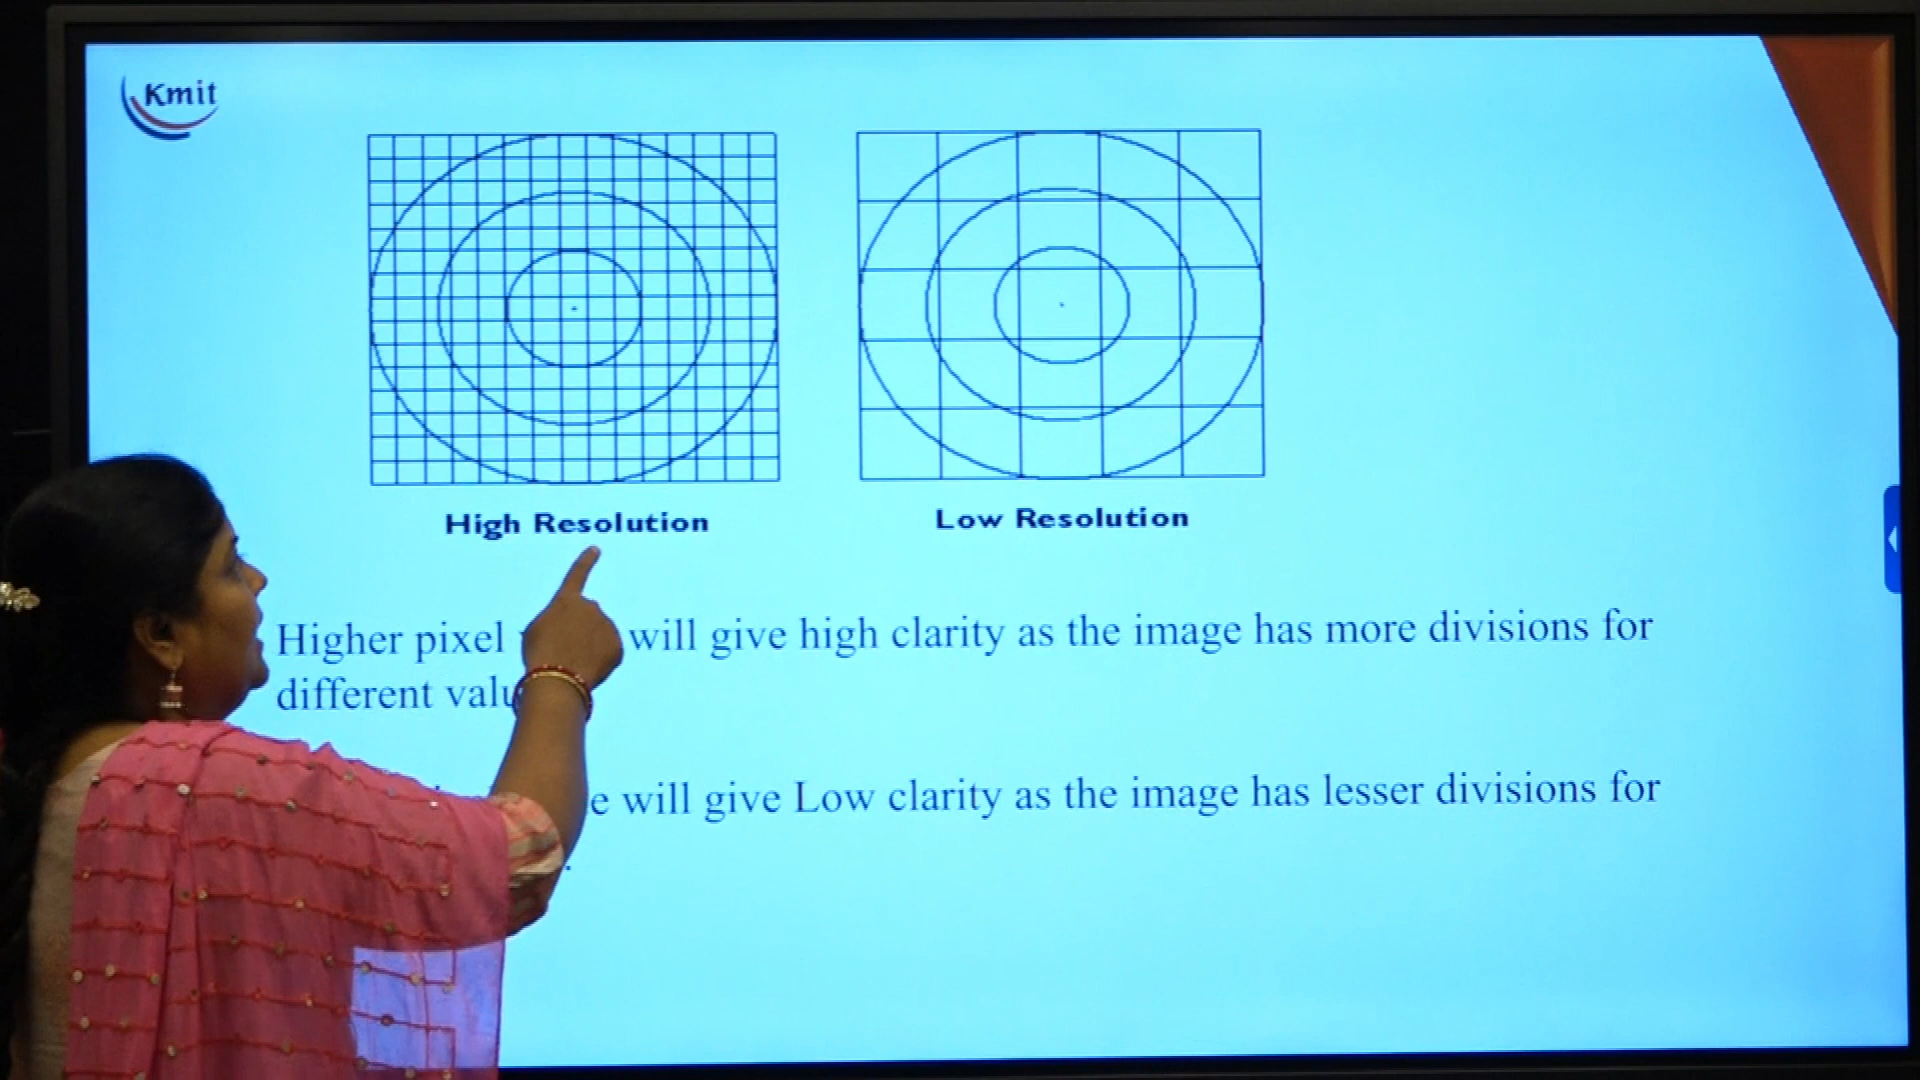 Kmit
High Resolution
Low Resolution
Higher pixel will give high clarity as the image has more divisions for
different
will give Low clarity as the image has lesser divisions for